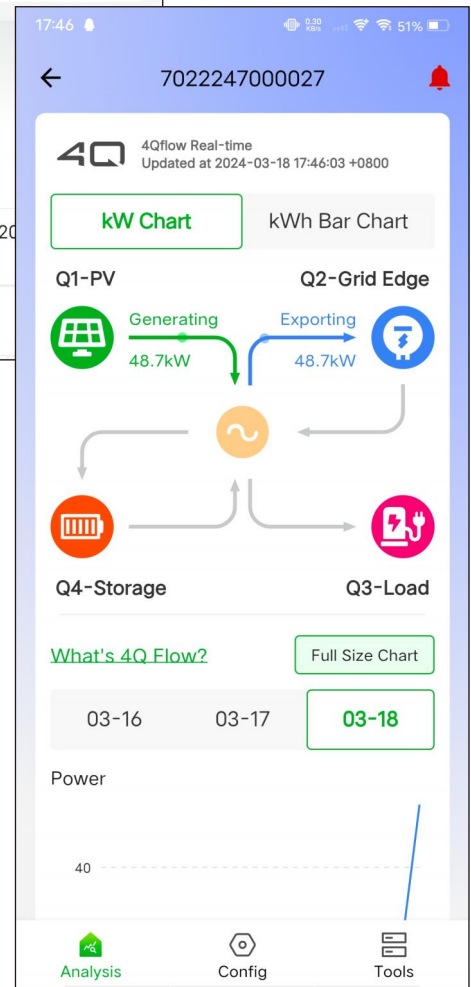 17:46 0.30 KB/s 51%
7022247000027
4Q 4Qflow Real-time
Updated at 2024-03-18 17:46:03 +0800
kW Chart kWh Bar Chart
Q1-PV Q2-Grid Edge
Generating Exporting
48.7kW 48.7kW
Q4-Storage Q3-Load
What's 4Q Flow? Full Size Chart
03-16 03-17 03-18
Power
40
Analysis Config Tools